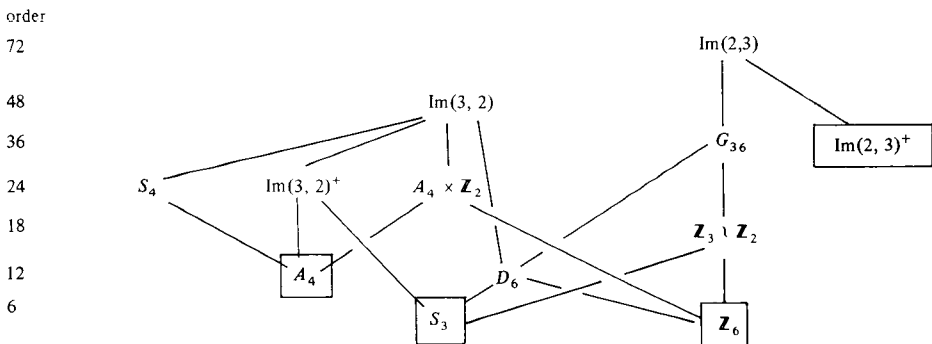 order
72 Im(2,3)
48 Im(3, 2)
36 G₃₆ Im(2, 3)⁺
24 S₄ Im(3, 2)⁺ A₄ × ℤ₂
18 ℤ₃ ≀ ℤ₂
12 A₄ D₆
6 S₃ ℤ₆